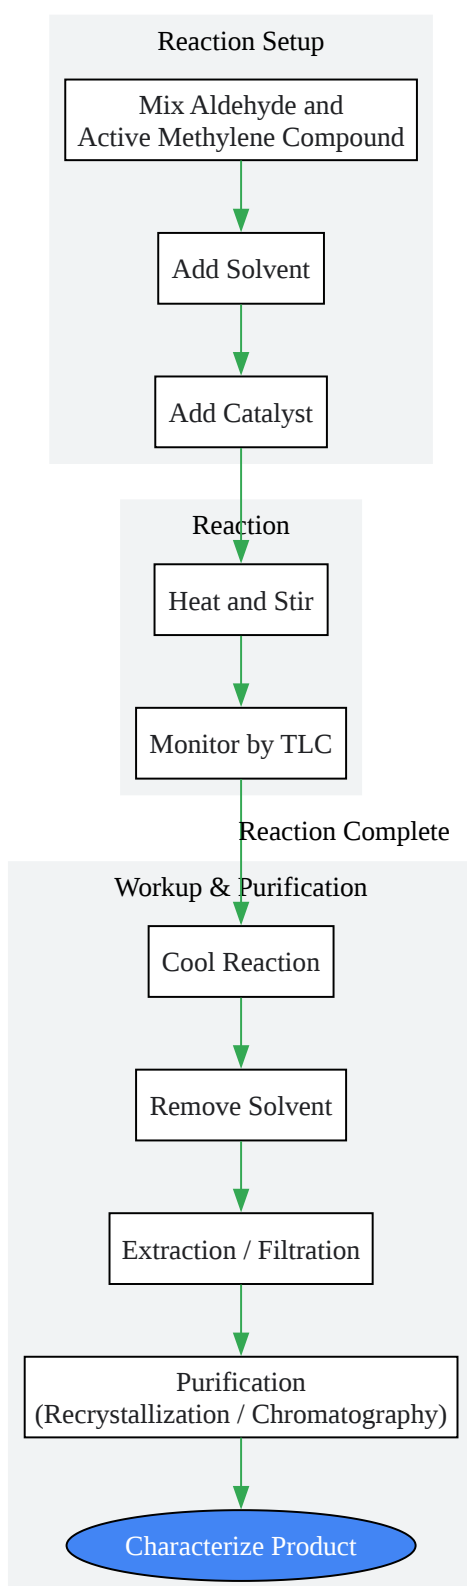 Reaction Setup
Mix Aldehyde and
Active Methylene Compound
Add Solvent
Add Catalyst
Reaction
Heat and Stir
Monitor by TLC
Reaction Complete
Workup & Purification
Cool Reaction
Remove Solvent
Extraction / Filtration
Purification
(Recrystallization / Chromatography)
Characterize Product